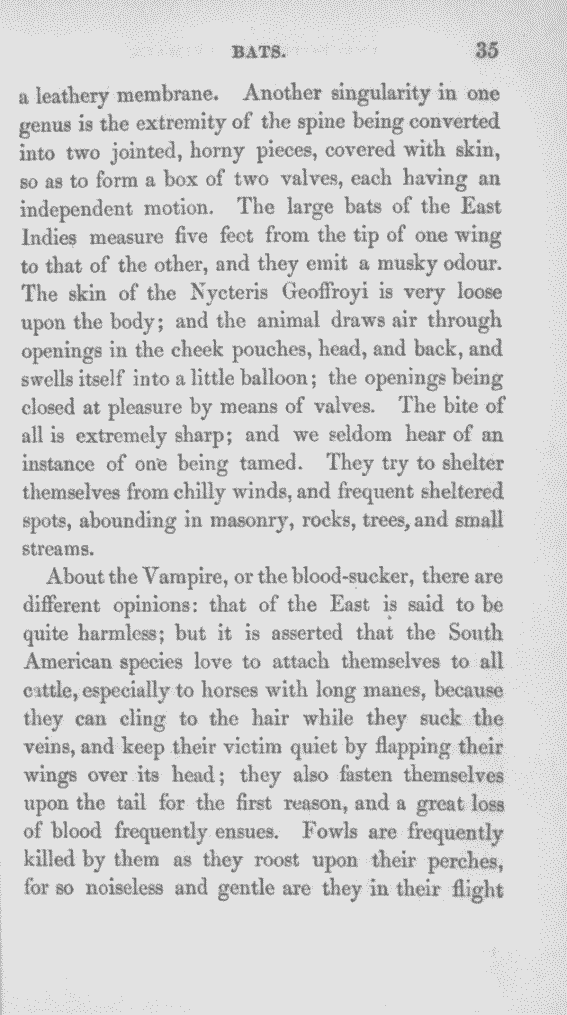 BATS. 35
a leathery membrane. Another singularity in one
genus is the extremity of the spine being converted
into two jointed, horny pieces, covered with skin,
so as to form a box of two valves, each having an
independent motion. The large bats of the East
Indies measure five feet from the tip of one wing
to that of the other, and they emit a musky odour.
The skin of the Nycteris Geoffroyi is very loose
upon the body; and the animal draws air through
openings in the cheek pouches, head, and back, and
swells itself into a little balloon; the openings being
closed at pleasure by means of valves. The bite of
all is extremely sharp; and we seldom hear of an
instance of one being tamed. They try to shelter
themselves from chilly winds, and frequent sheltered
spots, abounding in masonry, rocks, trees, and small
streams.
About the Vampire, or the blood-sucker, there are
different opinions: that of the East is said to be
quite harmless; but it is asserted that the South
American species love to attach themselves to all
cattle, especially to horses with long manes, because
they can cling to the hair while they suck the
veins, and keep their victim quiet by flapping their
wings over its head; they also fasten themselves
upon the tail for the first reason, and a great loss
of blood frequently ensues. Fowls are frequently
killed by them as they roost upon their perches,
for so noiseless and gentle are they in their flight